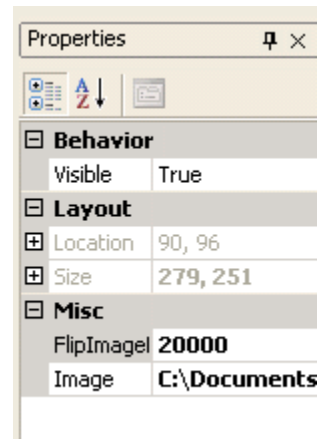 Properties
Behavior
Visible True
Layout
Location 90, 96
Size 279, 251
Misc
FlipImageI 20000
Image C:\Documents